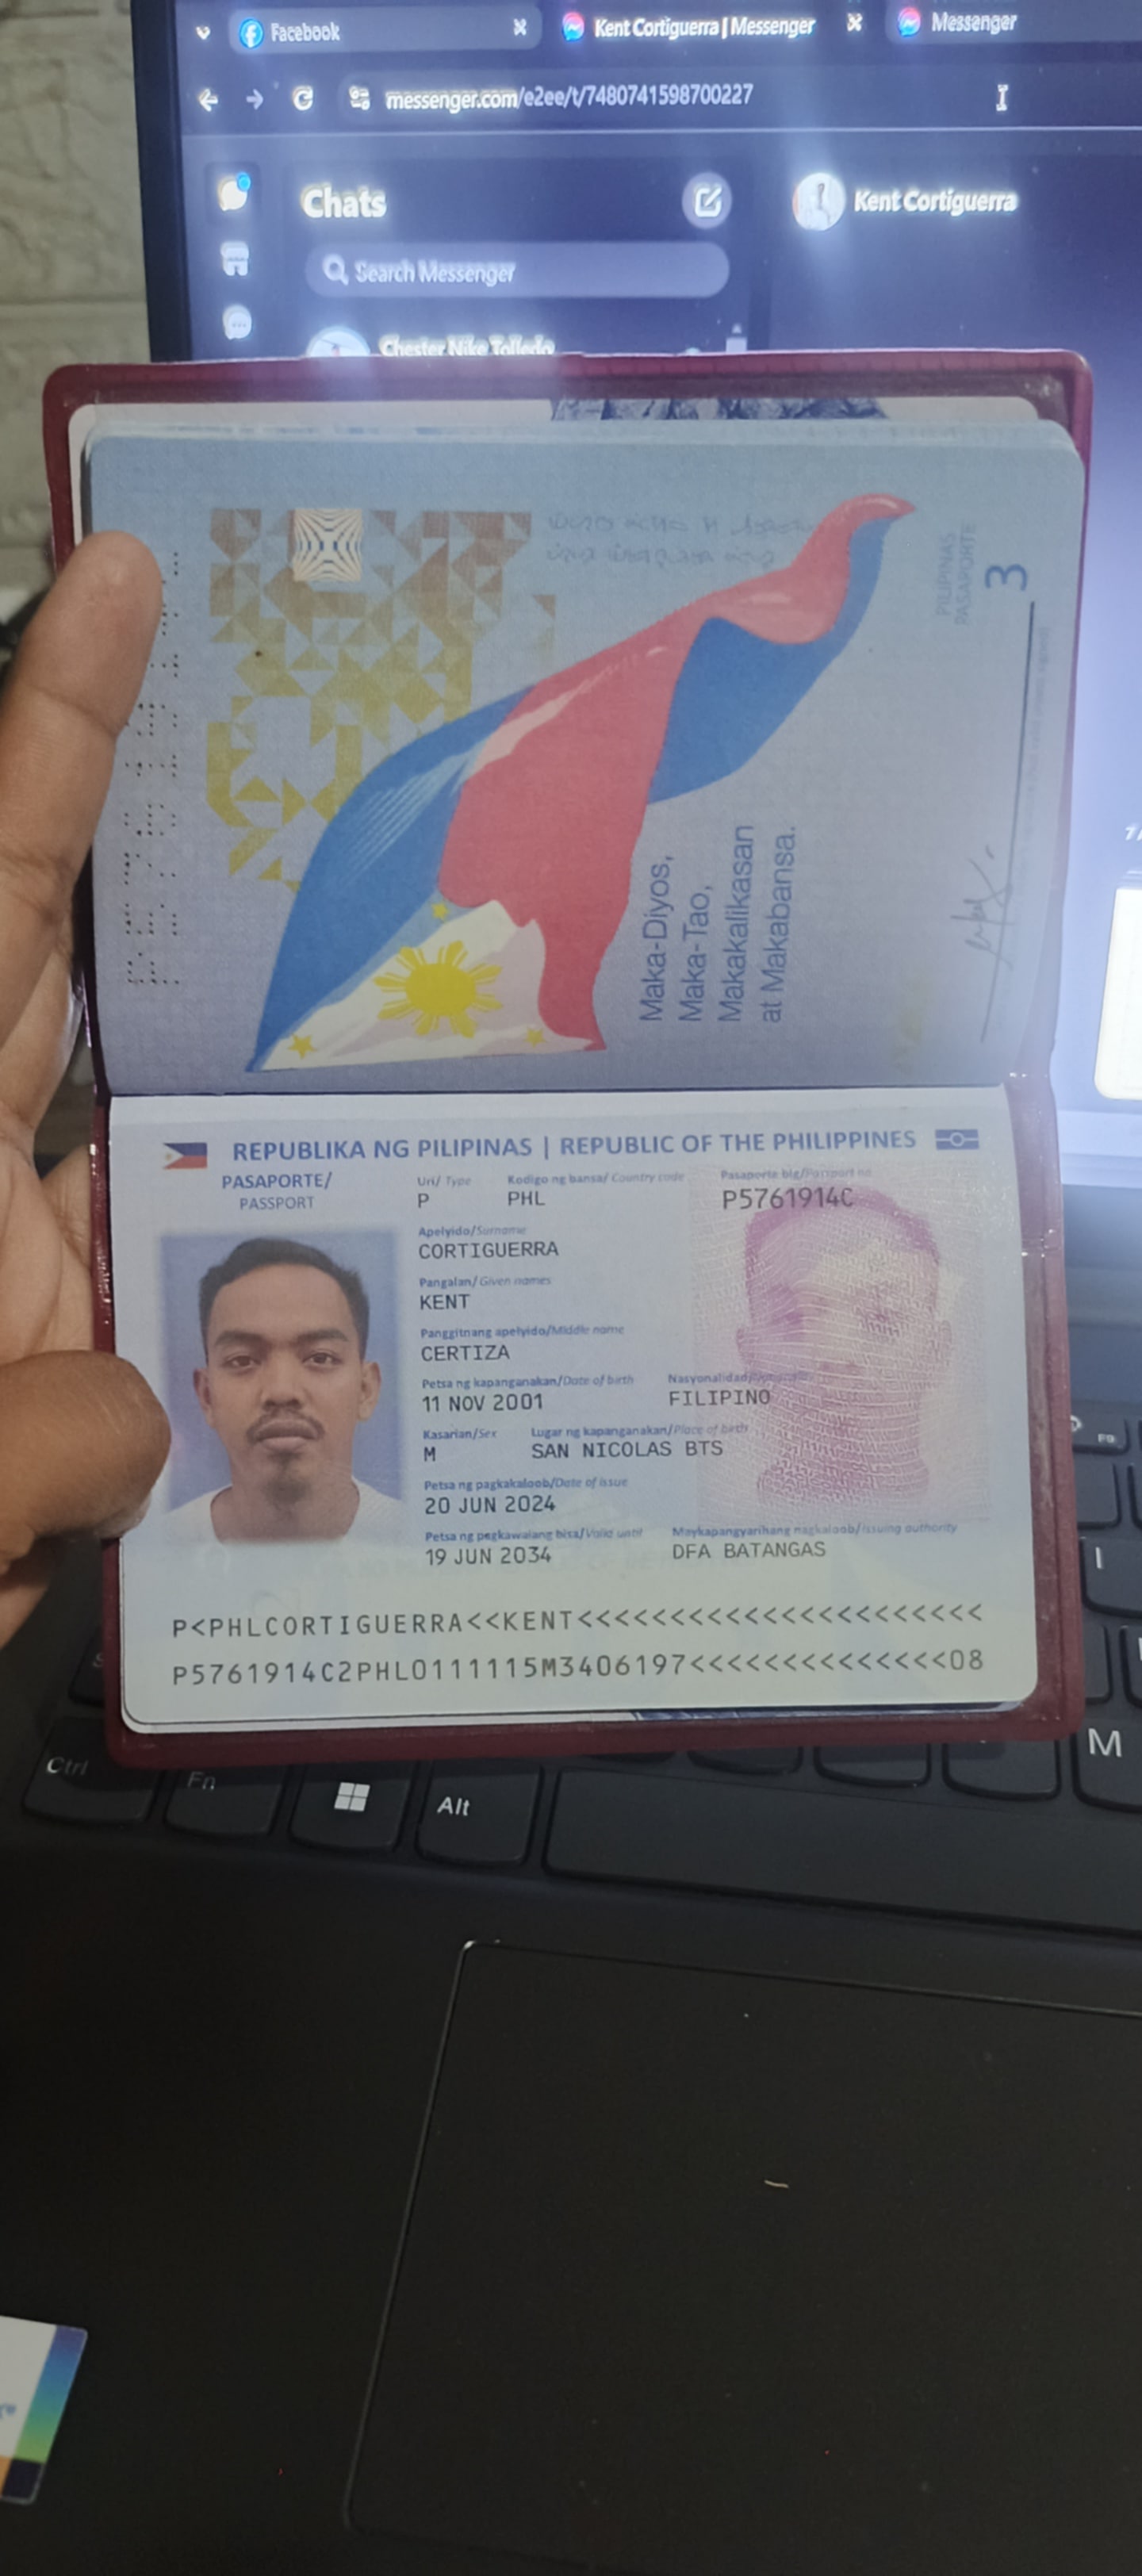 Facebook
Kent Cortiguerra | Messenger
Messenger
messenger.com/e2ee/t/7480741598700227
Chats
Kent Cortiguerra
Search Messenger
Chester Nike Tolledo
PILIPINAS
PASAPORTE
3
Maka-Diyos,
Maka-Tao,
Makakalikasan
at Makabansa.
REPUBLIKA NG PILIPINAS | REPUBLIC OF THE PHILIPPINES
PASAPORTE/
PASSPORT
Uri/ Type
Kodigo ng bansa/ Country code
Pasaporte blg/Passport no.
P
PHL
P5761914C
Apelyido/Surname
CORTIGUERRA
Pangalan/ Given names
KENT
Panggitnang apelyido/Middle name
CERTIZA
Petsa ng kapanganakan/Date of birth
Nasyonalidad/
11 NOV 2001
FILIPINO
Kasarian/Sex
Lugar ng kapanganakan/Place of birth
M
SAN NICOLAS BTS
Petsa ng pagkakaloob/Date of issue
20 JUN 2024
Petsa ng pagkawalang bisa/Valid until
Maykapangyarihang nagkaloob/Issuing authority
19 JUN 2034
DFA BATANGAS
P<PHLCORTIGUERRA<<KENT<<<<<<<<<<<<<<<<<<<<<<
P5761914C2PHL0111115M3406197<<<<<<<<<<<<<<08
F9
I
M
Ctrl
Fn
Alt